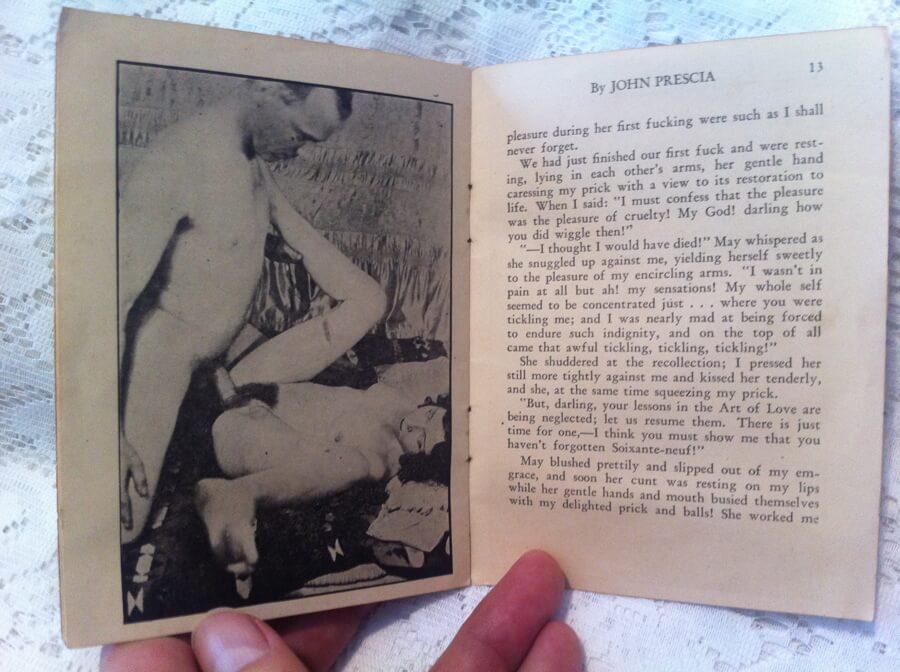 By JOHN PRESCIA
13
pleasure during her first fucking were such as I shall
never forget.
We had just finished our first fuck and were rest-
ing, lying in each other's arms, her gentle hand
caressing my prick with a view to its restoration to
life. When I said: "I must confess that the pleasure
was the pleasure of cruelty! My God! darling how
you did wiggle then!"
"—I thought I would have died!" May whispered as
she snuggled up against me, yielding herself sweetly
to the pleasure of my encircling arms. "I wasn't in
pain at all but ah! my sensations! My whole self
seemed to be concentrated just . . . where you were
tickling me; and I was nearly mad at being forced
to endure such indignity, and on the top of all
came that awful tickling, tickling, tickling!"
She shuddered at the recollection; I pressed her
still more tightly against me and kissed her tenderly,
and she, at the same time squeezing my prick.
"But, darling, your lessons in the Art of Love are
being neglected; let us resume them. There is just
time for one,—I think you must show me that you
haven't forgotten Soixante-neuf!"
May blushed prettily and slipped out of my em-
grace, and soon her cunt was resting on my lips
while her gentle hands and mouth busied themselves
with my delighted prick and balls! She worked me